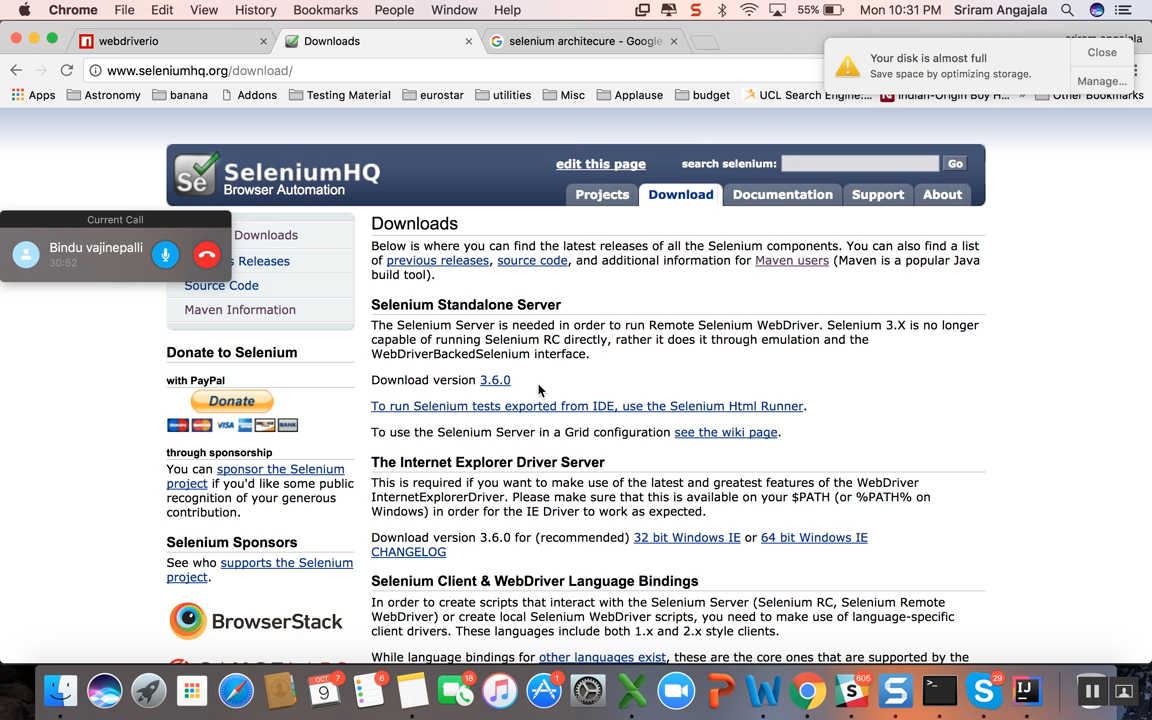 Chrome File Edit View History Bookmarks People Window Help 55% Mon 10:31 PM Sriram Angajala
webdriverio
Downloads
selenium architecure - Google
www.seleniumhq.org/download/
Apps Astronomy banana Addons Testing Material eurostar utilities Misc Applause budget UCL Search Engine:... Indian-Origin Boy H... » Other Bookmarks
Your disk is almost full
Save space by optimizing storage.
Close
Manage...
Se SeleniumHQ
Browser Automation
edit this page
search selenium:
Go
Projects Download Documentation Support About
Current Call
Bindu vajinepalli
30:52
Downloads
Releases
Source Code
Maven Information
Donate to Selenium
with PayPal
Donate
VISA
BANK
through sponsorship
You can sponsor the Selenium
project if you'd like some public
recognition of your generous
contribution.
Selenium Sponsors
See who supports the Selenium
project.
BrowserStack
Downloads
Below is where you can find the latest releases of all the Selenium components. You can also find a list
of previous releases, source code, and additional information for Maven users (Maven is a popular Java
build tool).
Selenium Standalone Server
The Selenium Server is needed in order to run Remote Selenium WebDriver. Selenium 3.X is no longer
capable of running Selenium RC directly, rather it does it through emulation and the
WebDriverBackedSelenium interface.
Download version 3.6.0
To run Selenium tests exported from IDE, use the Selenium Html Runner.
To use the Selenium Server in a Grid configuration see the wiki page.
The Internet Explorer Driver Server
This is required if you want to make use of the latest and greatest features of the WebDriver
InternetExplorerDriver. Please make sure that this is available on your $PATH (or %PATH% on
Windows) in order for the IE Driver to work as expected.
Download version 3.6.0 for (recommended) 32 bit Windows IE or 64 bit Windows IE
CHANGELOG
Selenium Client & WebDriver Language Bindings
In order to create scripts that interact with the Selenium Server (Selenium RC, Selenium Remote
WebDriver) or create local Selenium WebDriver scripts, you need to make use of language-specific
client drivers. These languages include both 1.x and 2.x style clients.
While language bindings for other languages exist, these are the core ones that are supported by the
OCT 9 7 6 18 1 605 29